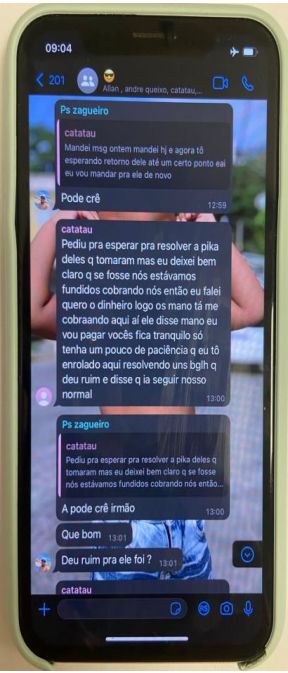 09:04
201
Allan , andre queixo, catatau,...
Ps zagueiro
catatau
Mandei msg ontem mandei hj e agora tô
esperando retorno dele até um certo ponto eai
eu vou mandar pra ele de novo
Pode crê
12:59
catatau
Pediu pra esperar pra resolver a pika
deles q tomaram mas eu deixei bem
claro q se fosse nós estávamos
fundidos cobrando nós então eu falei
quero o dinheiro logo os mano tá me
cobraando aqui aí ele disse mano eu
vou pagar vocês fica tranquilo só
tenha um pouco de paciência q eu tô
enrolado aqui resolvendo uns bglh q
deu ruim e disse q ia seguir nosso
normal
13:00
Ps zagueiro
catatau
Pediu pra esperar pra resolver a pika deles q
tomaram mas eu deixei bem claro q se fosse
nós estávamos fundidos cobrando nós então...
A pode crê irmão
13:00
Que bom 13:01
Deu ruim pra ele foi ? 13:01
catatau